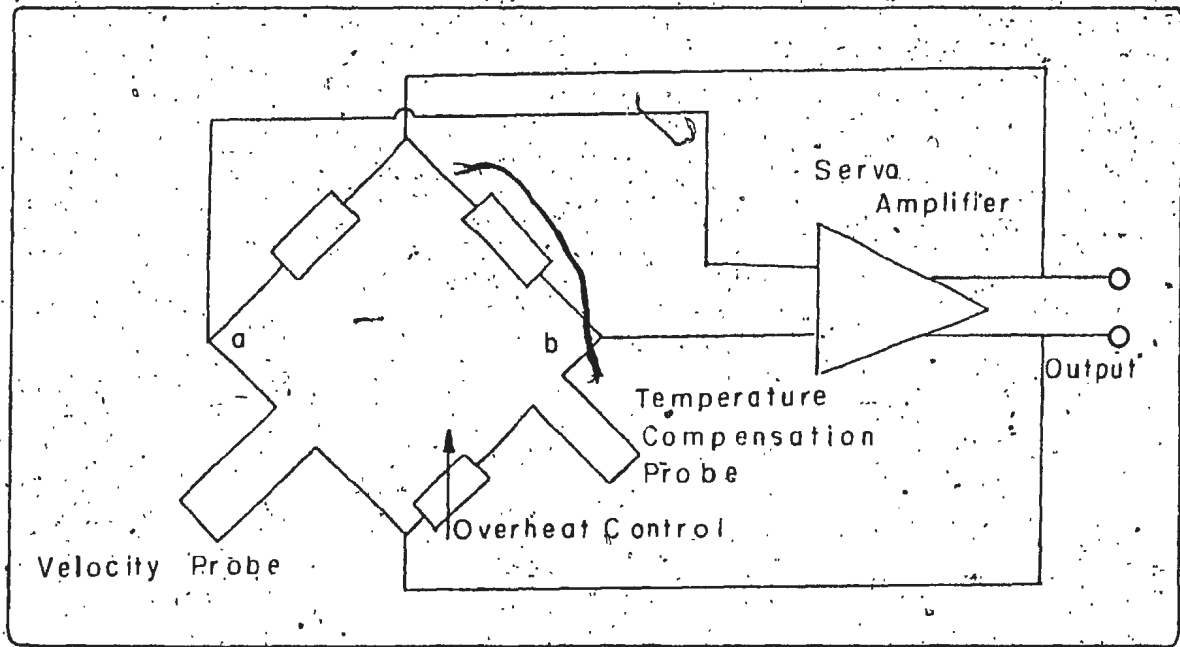 Servo
Amplifier
a
b
Output
Temperature
Compensation
Probe
Overheat Control
Velocity Probe